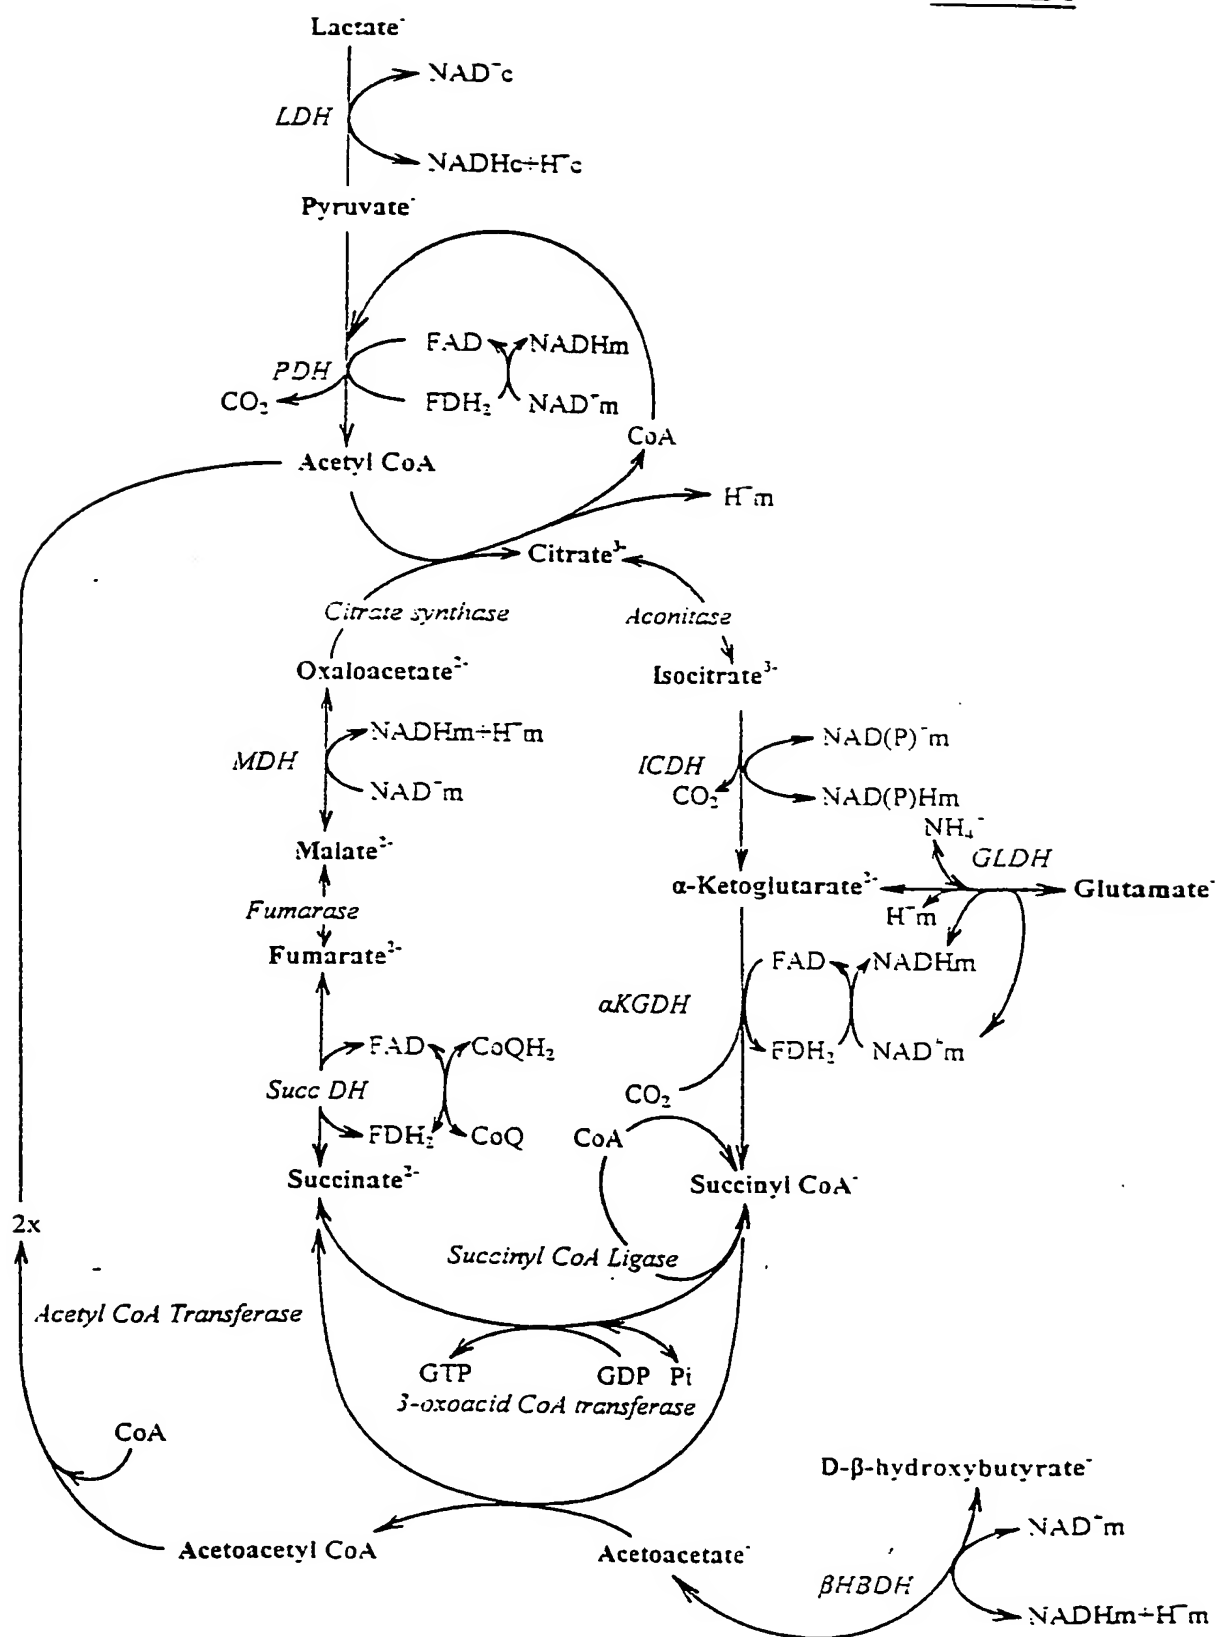 Lactate⁻
NAD⁻c
LDH
NADHc÷H⁻c
Pyruvate⁻
FAD
NADHm
PDH
CO₂
FDH₂
NAD⁻m
CoA
Acetyl CoA
H⁻m
Citrate³⁻
Citrate synthase
Aconitase
Oxaloacetate²⁻
Isocitrate³⁻
NADHm÷H⁻m
NAD(P)⁻m
MDH
ICDH
NAD⁻m
CO₂
NAD(P)Hm
NH₄⁻
Malate²⁻
GLDH
α-Ketoglutarate²⁻
Glutamate⁻
Fumarase
H⁻m
Fumarate²⁻
FAD
NADHm
αKGDH
FAD
CoQH₂
FDH₂
NAD⁺m
Succ DH
CO₂
FDH₂
CoQ
CoA
Succinate²⁻
Succinyl CoA⁻
2x
Succinyl CoA Ligase
Acetyl CoA Transferase
GTP
GDP Pi
3-oxoacid CoA transferase
CoA
D-β-hydroxybutyrate⁻
NAD⁻m
Acetoacetyl CoA
Acetoacetate⁻
βHBDH
NADHm÷H⁻m